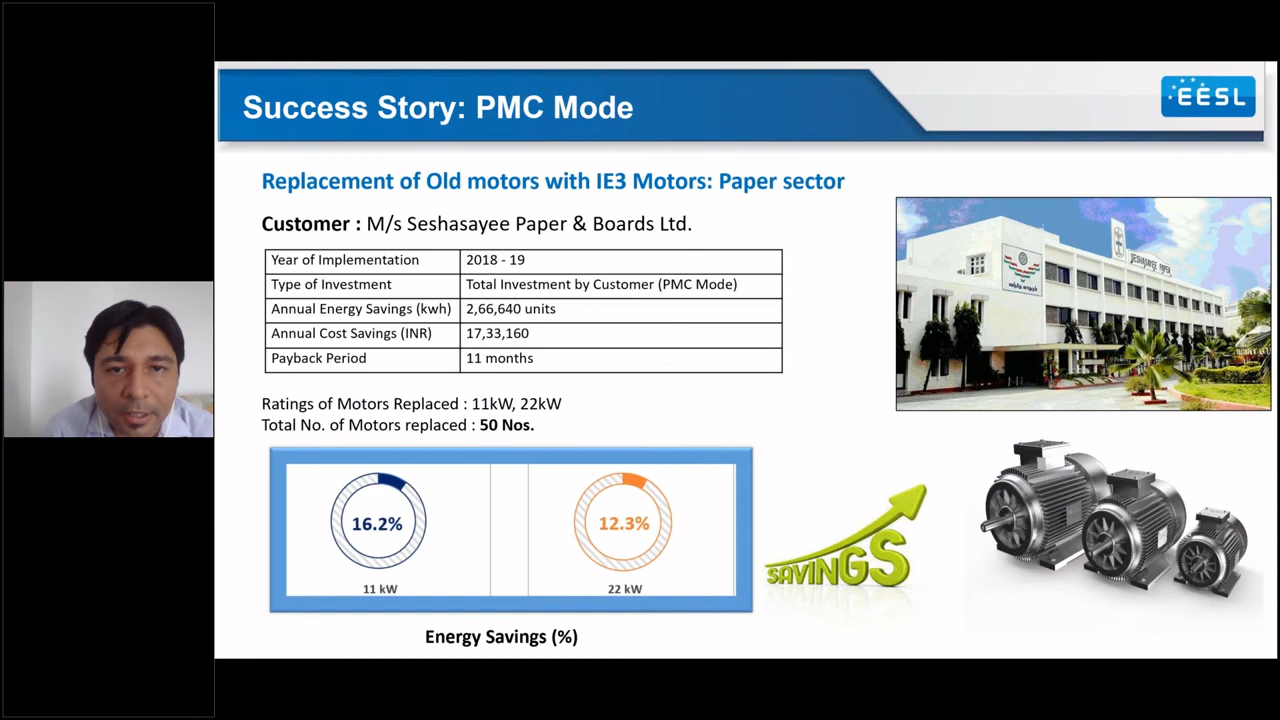 Success Story: PMC Mode
EESL
Replacement of Old motors with IE3 Motors: Paper sector
Customer : M/s Seshasayee Paper & Boards Ltd.
Year of Implementation 2018 - 19
Type of Investment Total Investment by Customer (PMC Mode)
Annual Energy Savings (kwh) 2,66,640 units
Annual Cost Savings (INR) 17,33,160
Payback Period 11 months
SESHASAYEE PAPER
Ratings of Motors Replaced : 11kW, 22kW
Total No. of Motors replaced : 50 Nos.
16.2% 12.3%
11 kW 22 kW
SAVINGS
Energy Savings (%)